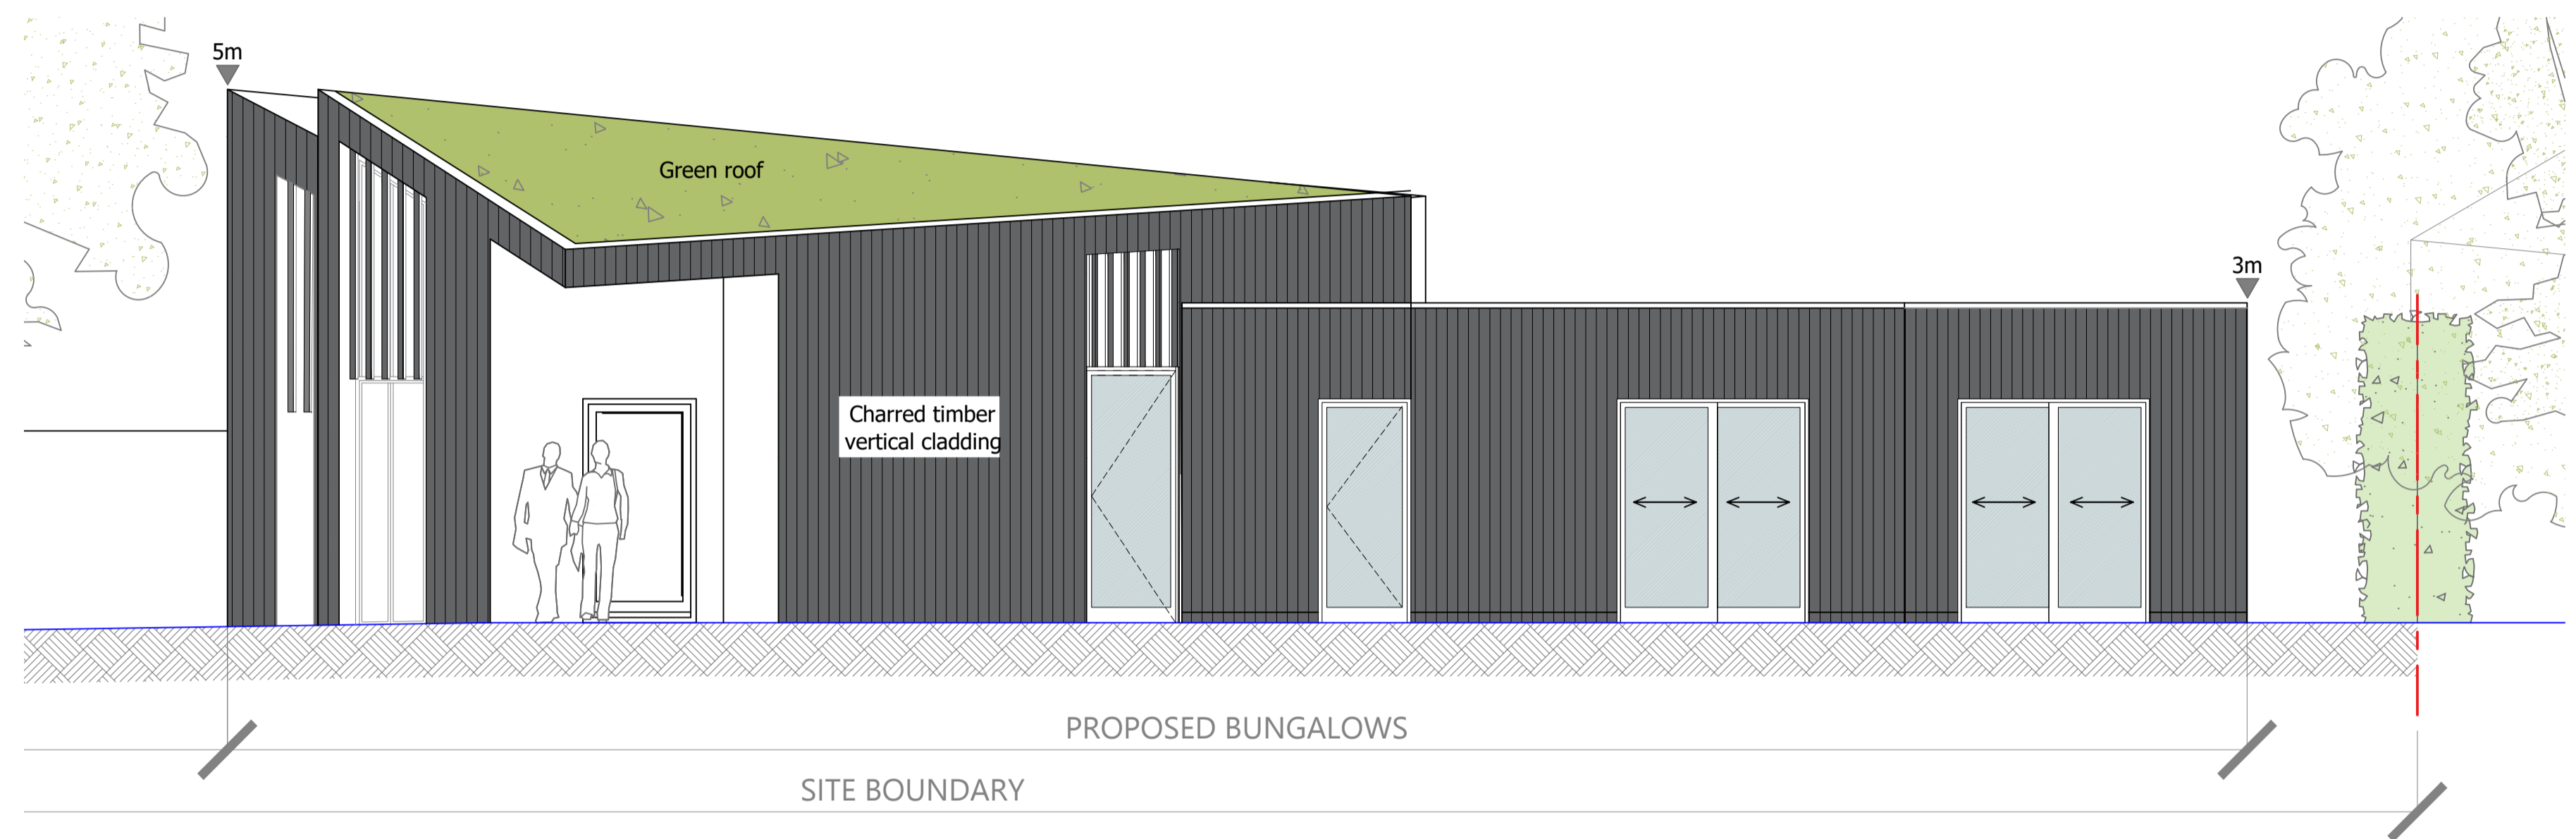 5m
Green roof
3m
Charred timber
vertical cladding
PROPOSED BUNGALOWS
SITE BOUNDARY